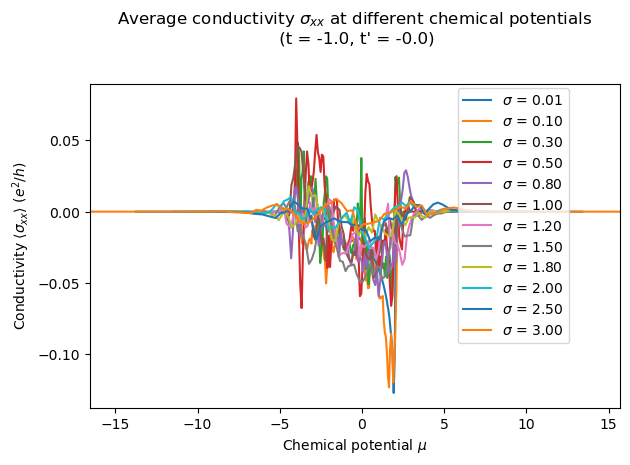 Average conductivity σxx at different chemical potentials
(t = -1.0, t' = -0.0)
Conductivity ⟨σxx⟩ (e²/h)
0.05
0.00
−0.05
−0.10
−15
−10
−5
0
5
10
15
Chemical potential μ
σ = 0.01
σ = 0.10
σ = 0.30
σ = 0.50
σ = 0.80
σ = 1.00
σ = 1.20
σ = 1.50
σ = 1.80
σ = 2.00
σ = 2.50
σ = 3.00